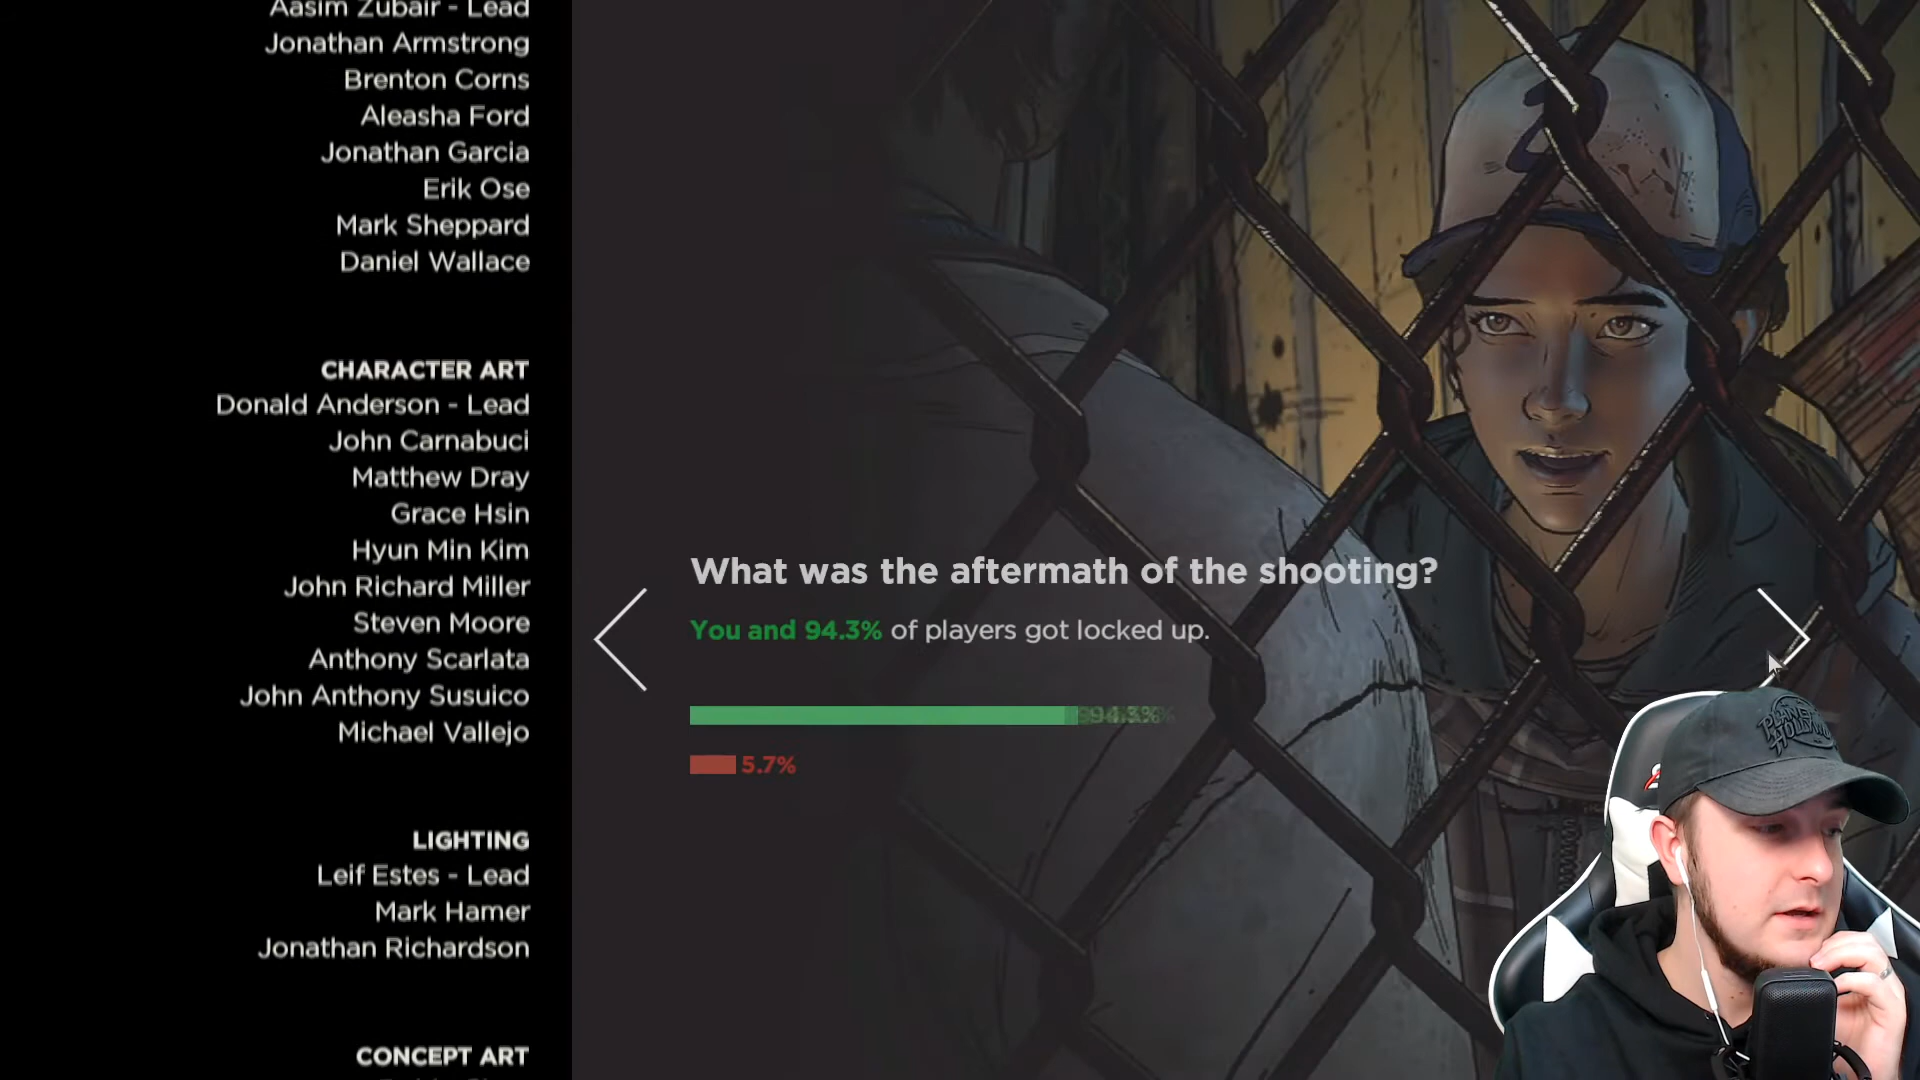 Aasim Zubair - Lead
Jonathan Armstrong
Brenton Corns
Aleasha Ford
Jonathan Garcia
Erik Ose
Mark Sheppard
Daniel Wallace
CHARACTER ART
Donald Anderson - Lead
John Carnabuci
Matthew Dray
Grace Hsin
Hyun Min Kim
John Richard Miller
Steven Moore
Anthony Scarlata
John Anthony Susuico
Michael Vallejo
LIGHTING
Leif Estes - Lead
Mark Hamer
Jonathan Richardson
CONCEPT ART
What was the aftermath of the shooting?
You and 94.3% of players got locked up.
94.3%
5.7%
PLANET